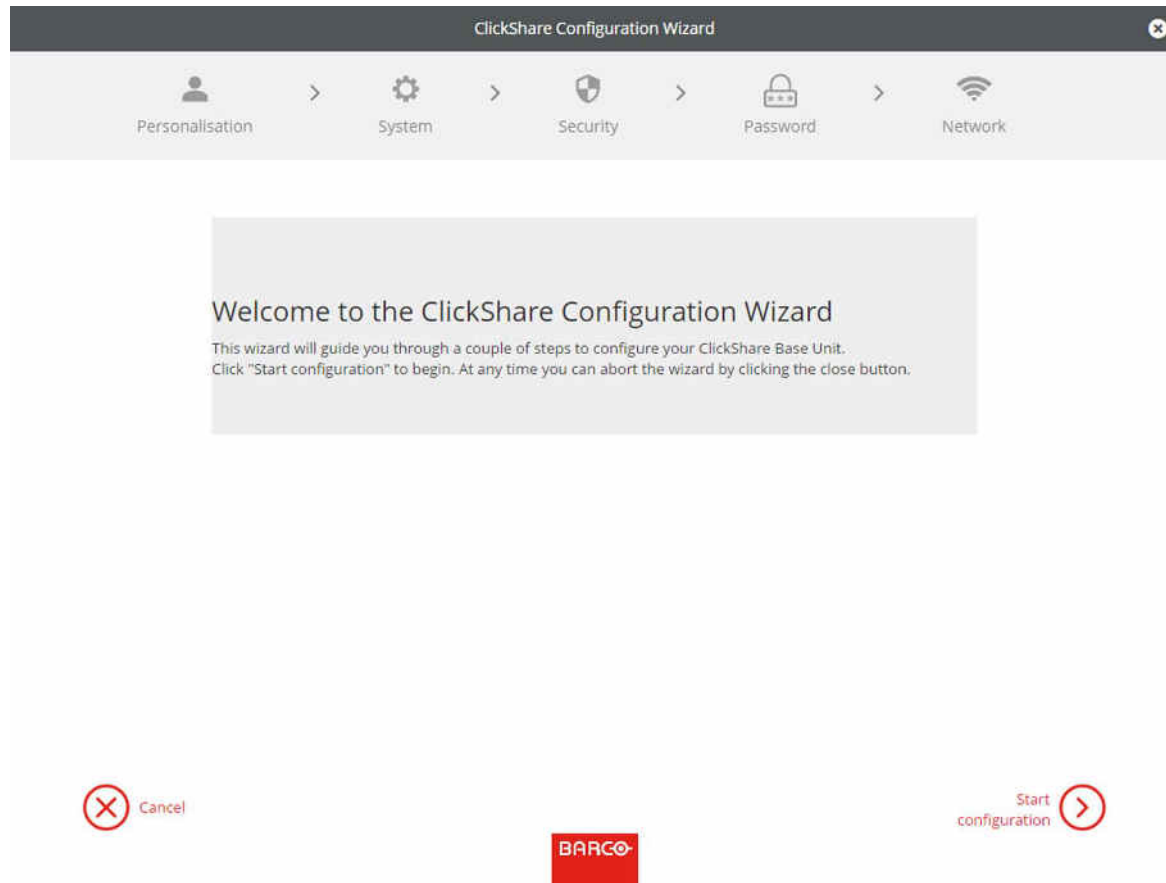 ClickShare Configuration Wizard
Personalisation
System
Security
Password
Network
Welcome to the ClickShare Configuration Wizard
This wizard will guide you through a couple of steps to configure your ClickShare Base Unit.
Click "Start configuration" to begin. At any time you can abort the wizard by clicking the close button.
Cancel
Start
configuration
BARCO